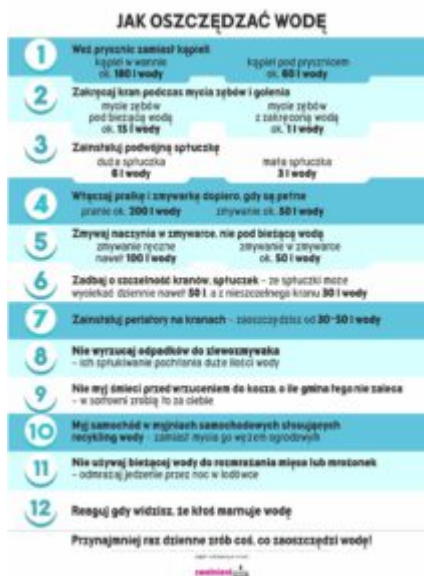 JAK OSZCZĘDZAĆ WODĘ
1
Weź prysznic zamiast kąpieli
kąpiel w wannie
ok. 180 l wody
kąpiel pod prysznicem
ok. 60 l wody
2
Zakręcaj kran podczas mycia zębów i golenia
mycie zębów
pod bieżącą wodą
ok. 15 l wody
mycie zębów
z zakręconą wodą
ok. 1 l wody
3
Zainstaluj podwójną spłuczkę
duża spłuczka
6 l wody
mała spłuczka
3 l wody
4
Włączaj pralkę i zmywarkę dopiero, gdy są pełne
pranie ok. 200 l wody
zmywanie ok. 50 l wody
5
Zmywaj naczynia w zmywarce, nie pod bieżącą wodą
zmywanie ręczne
nawet 100 l wody
zmywanie w zmywarce
ok. 50 l wody
6
Zadbaj o szczelność kranów, spłuczek – ze spłuczki może
wyciekać dziennie nawet 50 l, a z nieszczelnego kranu 30 l wody
7
Zainstaluj perlatory na kranach – zaoszczędzisz od 30-50 l wody
8
Nie wyrzucaj odpadków do zlewozmywaka
– ich spłukiwanie pochłania duże ilości wody
9
Nie myj śmieci przed wrzuceniem do kosza, o ile gmina tego nie zaleca
– w sortowni zrobią to za ciebie
10
Myj samochód w myjniach samochodowych stosujących
recykling wody – zamiast mycia go wężem ogrodowym
11
Nie używaj bieżącej wody do rozmrażania mięsa lub mrożonek
– odmrażaj jedzenie przez noc w lodówce
12
Reaguj gdy widzisz, że ktoś marnuje wodę
Przynajmniej raz dziennie zrób coś, co zaoszczędzi wodę!